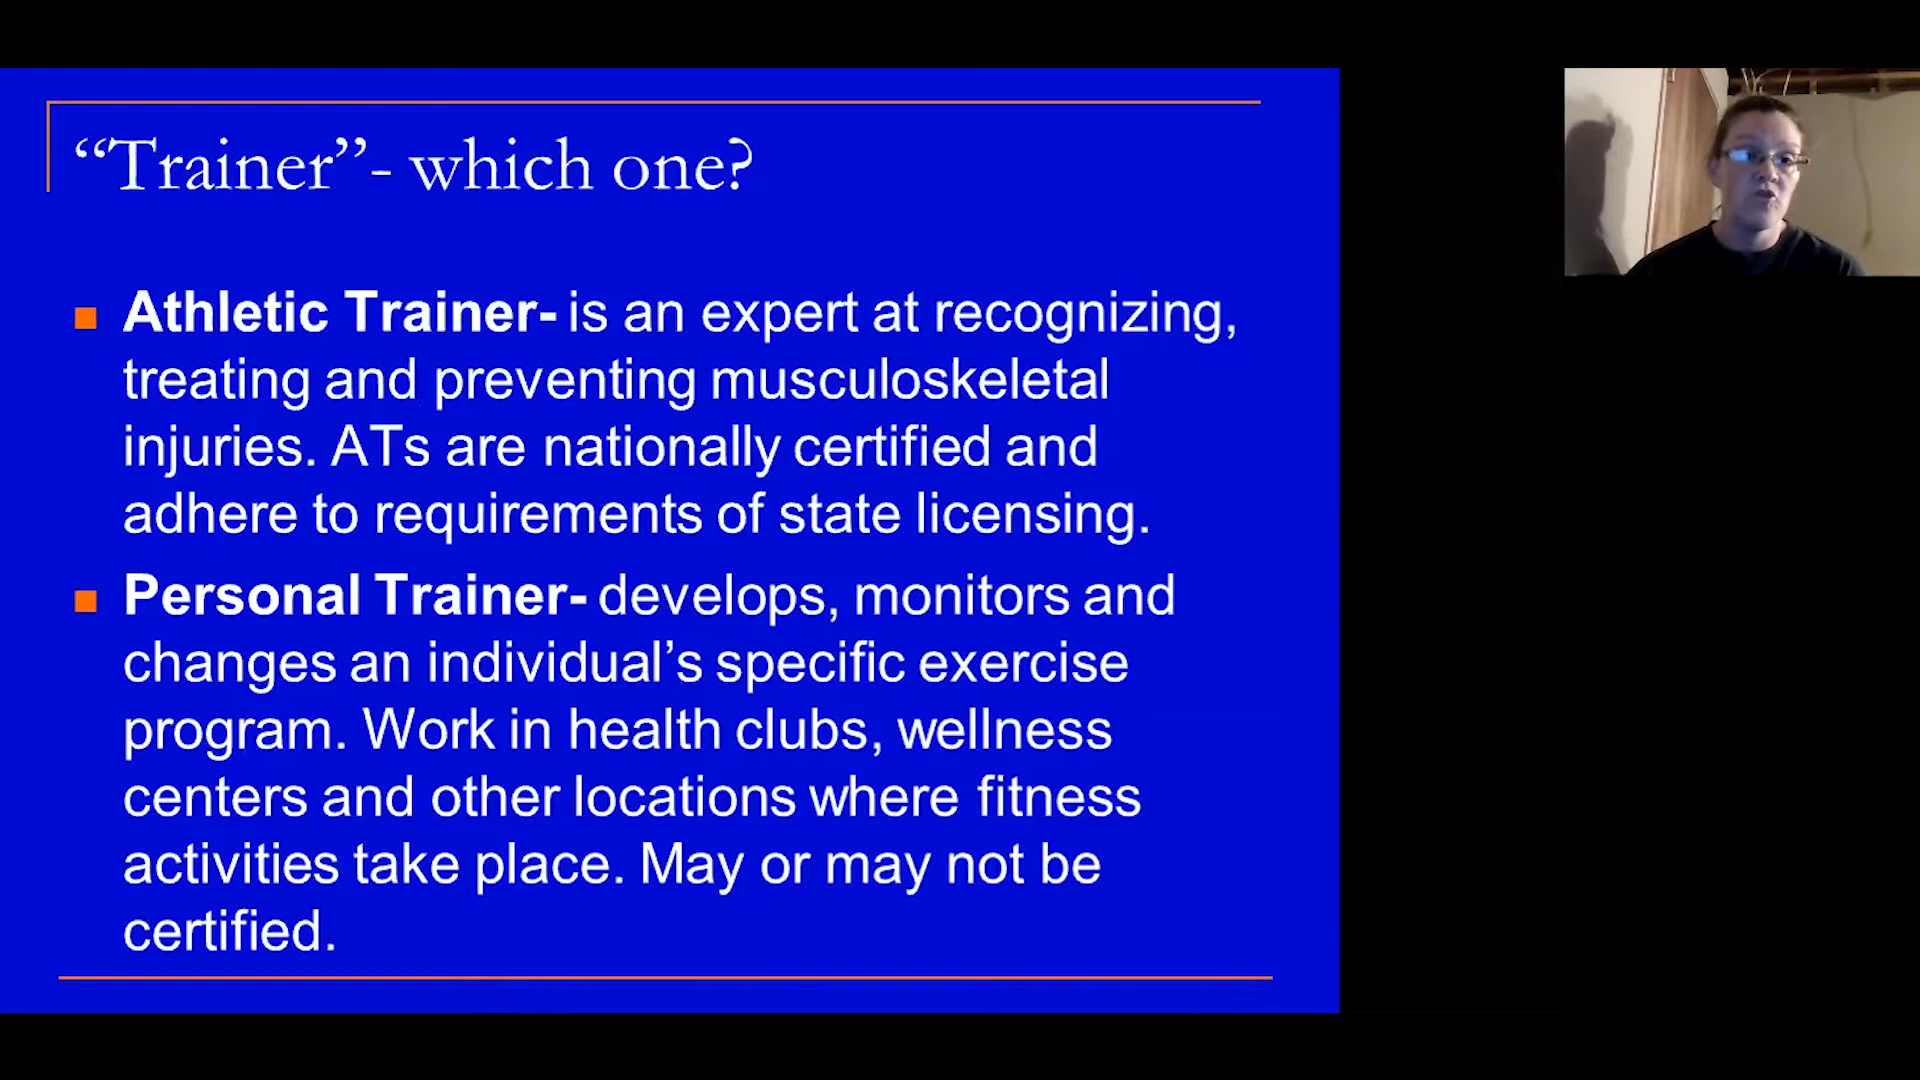 “Trainer”- which one?
Athletic Trainer- is an expert at recognizing,
treating and preventing musculoskeletal
injuries. ATs are nationally certified and
adhere to requirements of state licensing.
Personal Trainer- develops, monitors and
changes an individual’s specific exercise
program. Work in health clubs, wellness
centers and other locations where fitness
activities take place. May or may not be
certified.